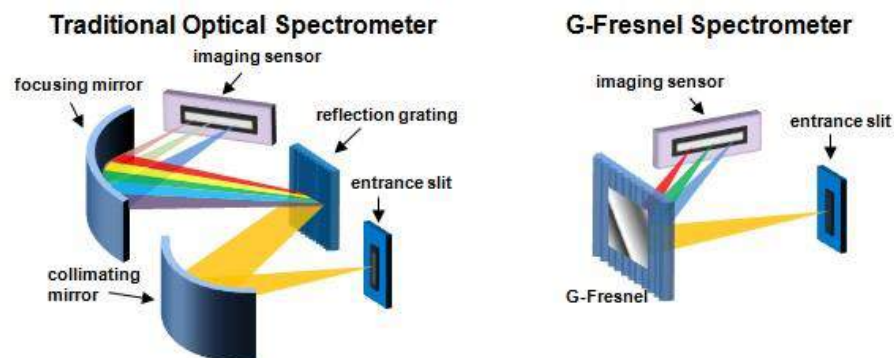 Traditional Optical Spectrometer
imaging sensor
focusing mirror
reflection grating
entrance slit
collimating
mirror
G-Fresnel Spectrometer
imaging sensor
entrance slit
G-Fresnel